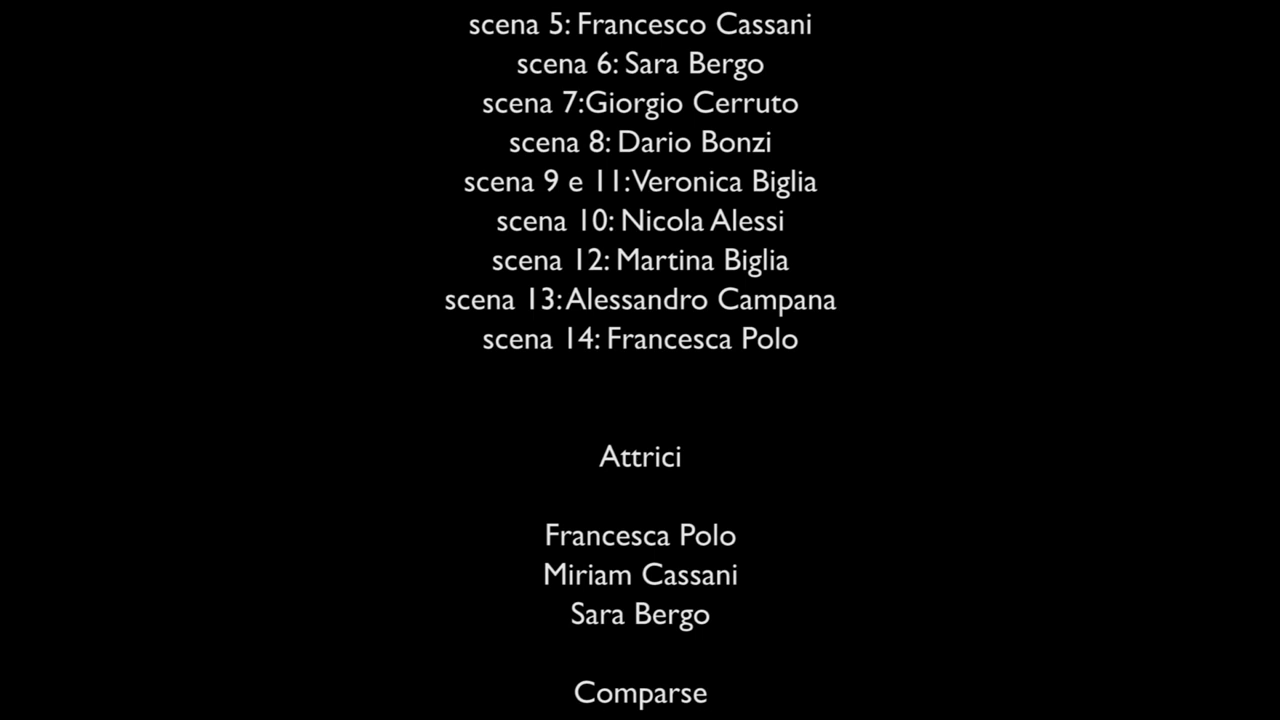 scena 5: Francesco Cassani
scena 6: Sara Bergo
scena 7:Giorgio Cerruto
scena 8: Dario Bonzi
scena 9 e 11:Veronica Biglia
scena 10: Nicola Alessi
scena 12: Martina Biglia
scena 13:Alessandro Campana
scena 14: Francesca Polo
Attrici
Francesca Polo
Miriam Cassani
Sara Bergo
Comparse